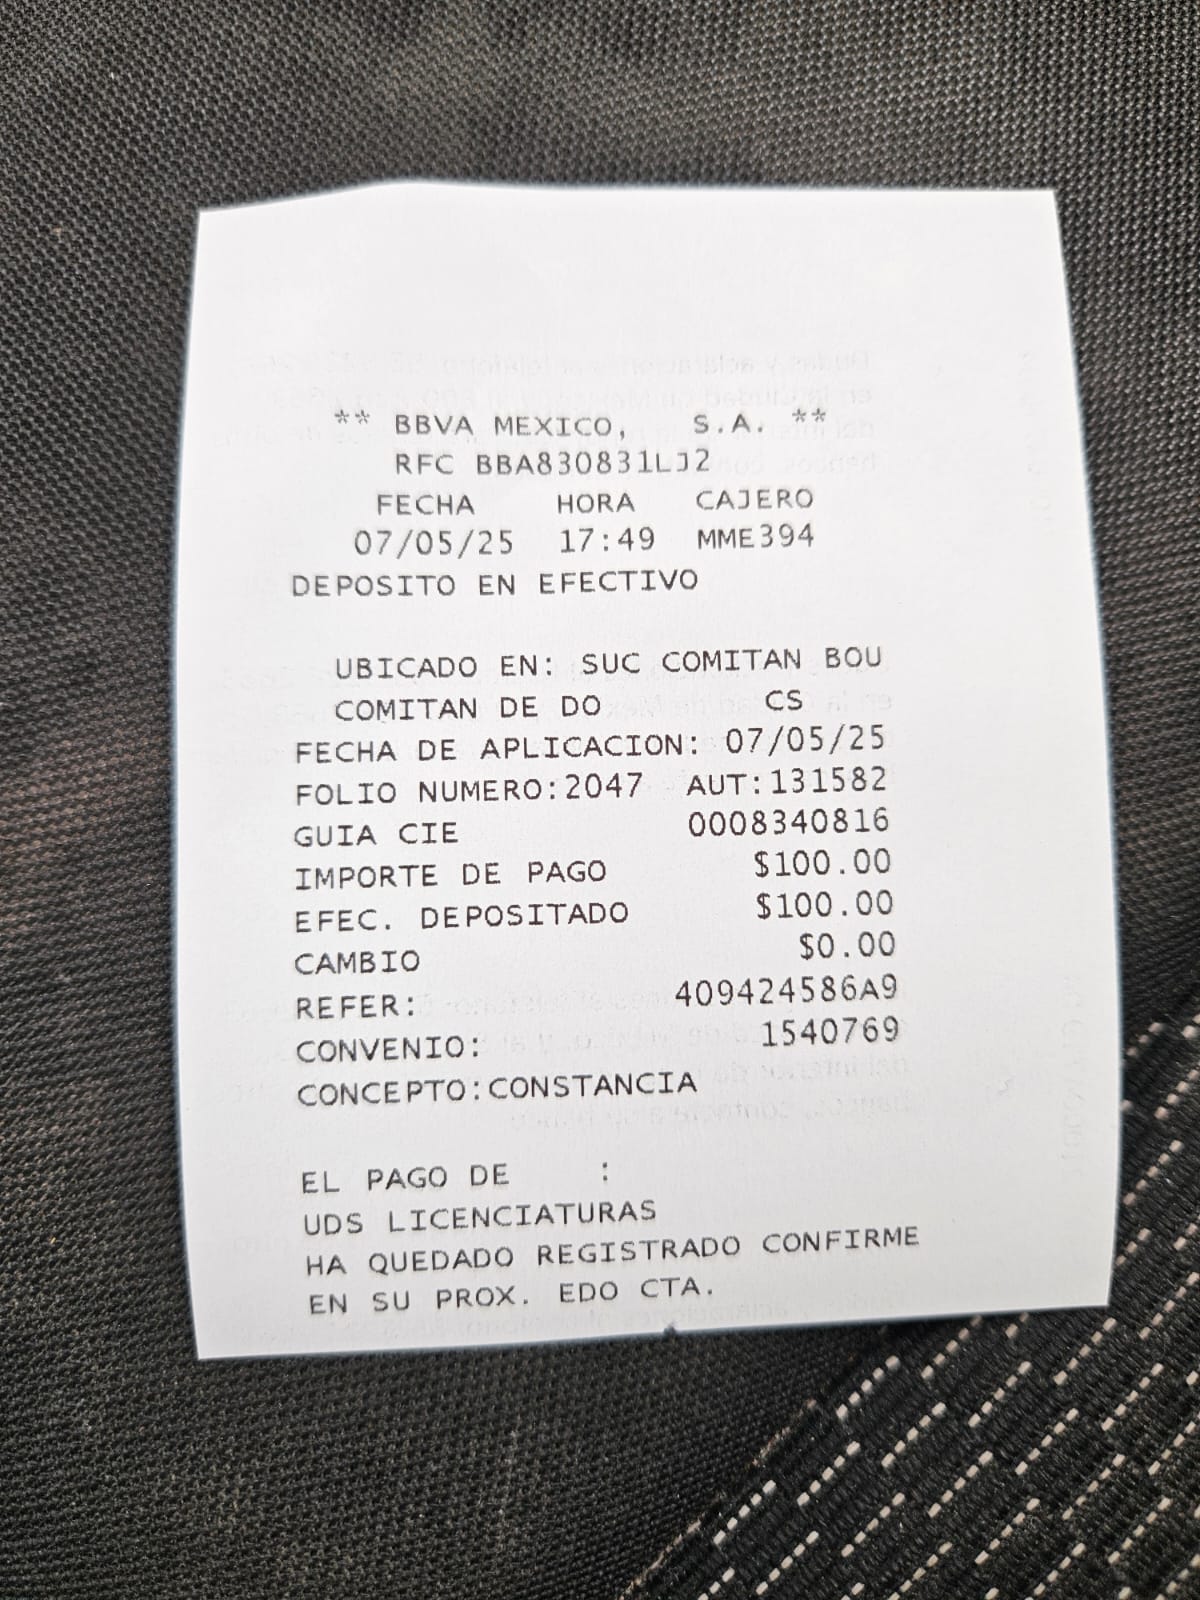 ** BBVA MEXICO, S.A. **
RFC BBA830831LJ2
FECHA HORA CAJERO
07/05/25 17:49 MME394
DEPOSITO EN EFECTIVO
UBICADO EN: SUC COMITAN BOU
COMITAN DE DO CS
FECHA DE APLICACION: 07/05/25
FOLIO NUMERO:2047 AUT:131582
GUIA CIE 0008340816
IMPORTE DE PAGO $100.00
EFEC. DEPOSITADO $100.00
CAMBIO $0.00
REFER: 409424586A9
CONVENIO: 1540769
CONCEPTO:CONSTANCIA
EL PAGO DE :
UDS LICENCIATURAS
HA QUEDADO REGISTRADO CONFIRME
EN SU PROX. EDO CTA.